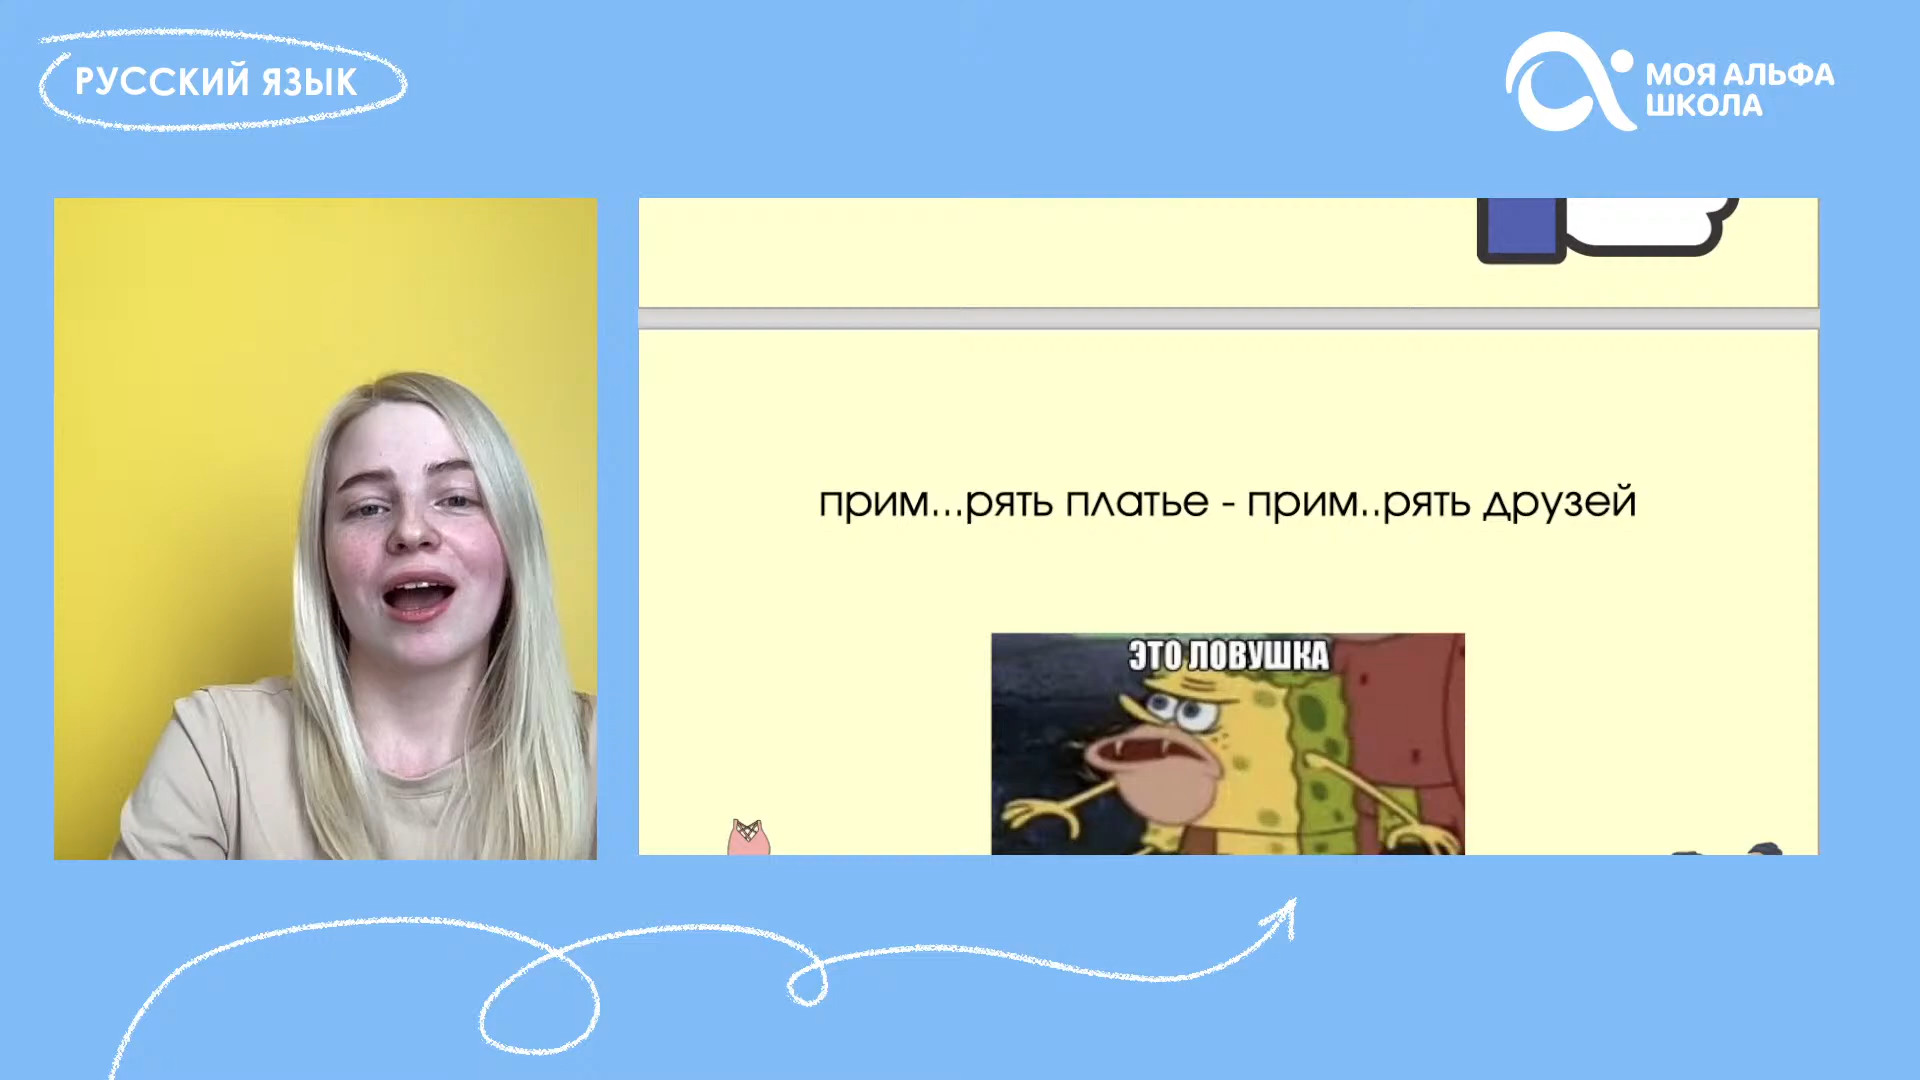 РУССКИЙ ЯЗЫК
МОЯ АЛЬФА
ШКОЛА
прим...рять платье - прим..рять друзей
ЭТО ЛОВУШКА